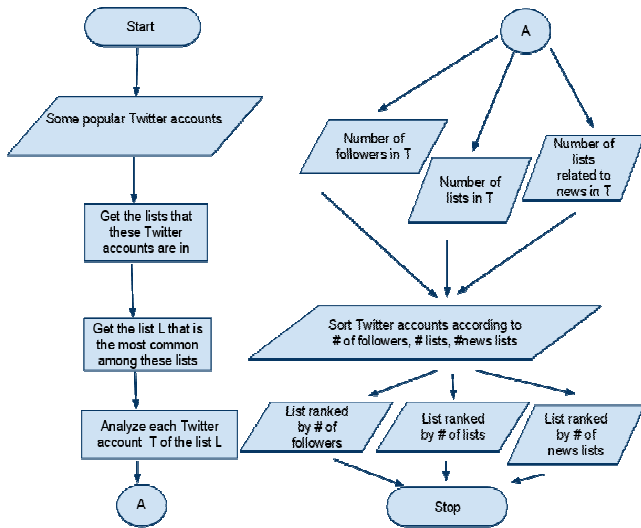 Start
Some popular Twitter accounts
Get the lists that
these Twitter
accounts are in
Get the list L that is
the most common
among these lists
Analyze each Twitter
account T of the list L
A
A
Number of
followers in T
Number of
lists in T
Number of
lists
related to
news in T
Sort Twitter accounts according to
# of followers, # lists, #news lists
List ranked
by # of
followers
List ranked
by # of lists
List ranked
by # of
news lists
Stop